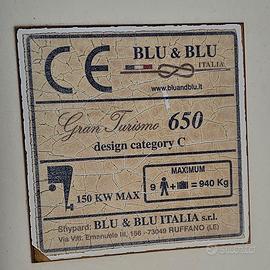 CE
BLU & BLU
ITALIA
www.bluandblu.it
Gran Turismo 650
design category C
MAXIMUM
150 KW MAX
9 + = 940 Kg
Shypard: BLU & BLU ITALIA s.r.l.
Via Vitt. Emanuele III, 156 - 73049 RUFFANO (LE)